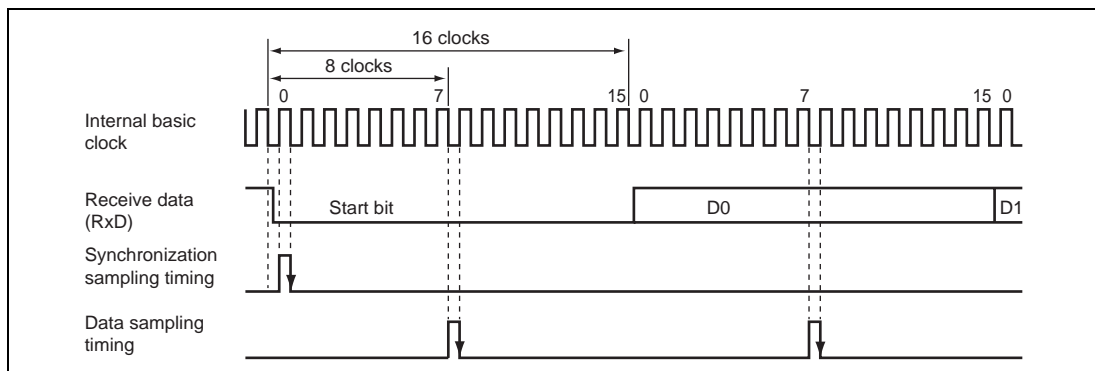 16 clocks
8 clocks
0 7 15 0 7 15 0
Internal basic
clock
Receive data
(RxD)
Start bit D0 D1
Synchronization
sampling timing
Data sampling
timing